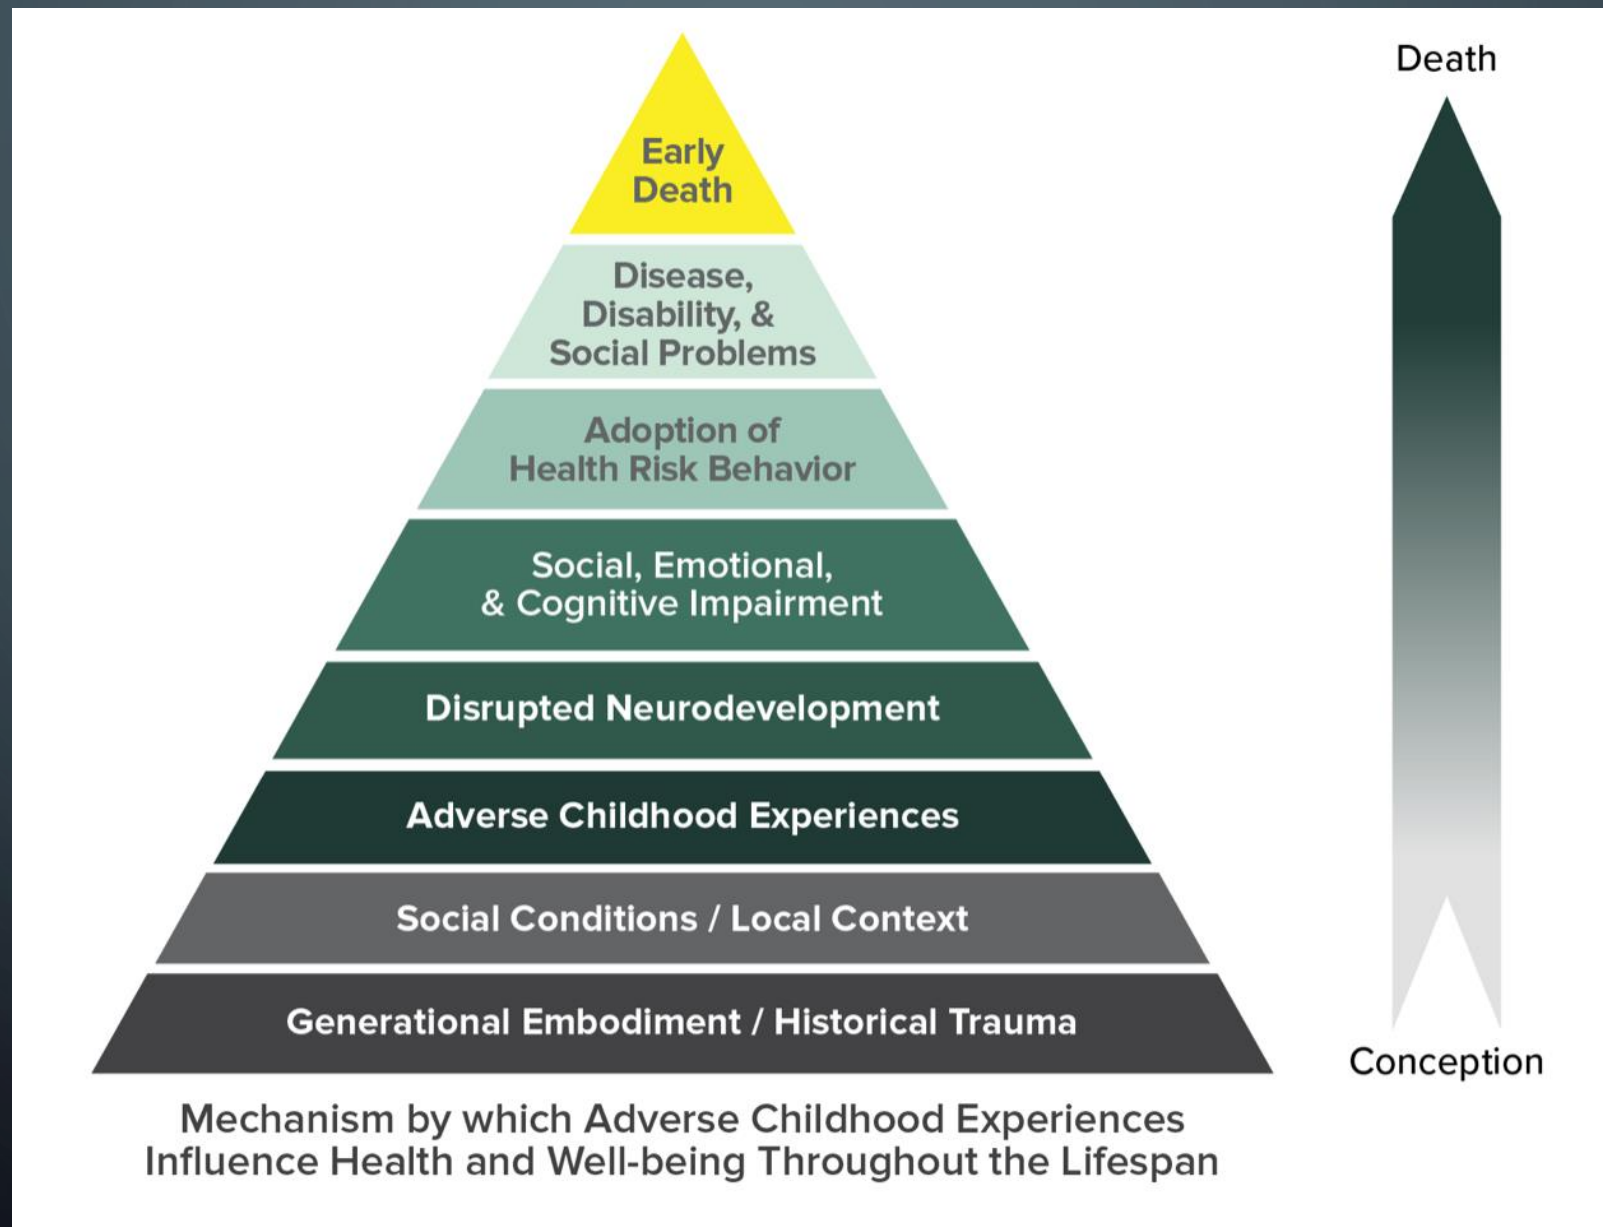 Early
Death
Disease,
Disability, &
Social Problems
Adoption of
Health Risk Behavior
Social, Emotional,
& Cognitive Impairment
Disrupted Neurodevelopment
Adverse Childhood Experiences
Social Conditions / Local Context
Generational Embodiment / Historical Trauma
Mechanism by which Adverse Childhood Experiences
Influence Health and Well-being Throughout the Lifespan
Death
Conception